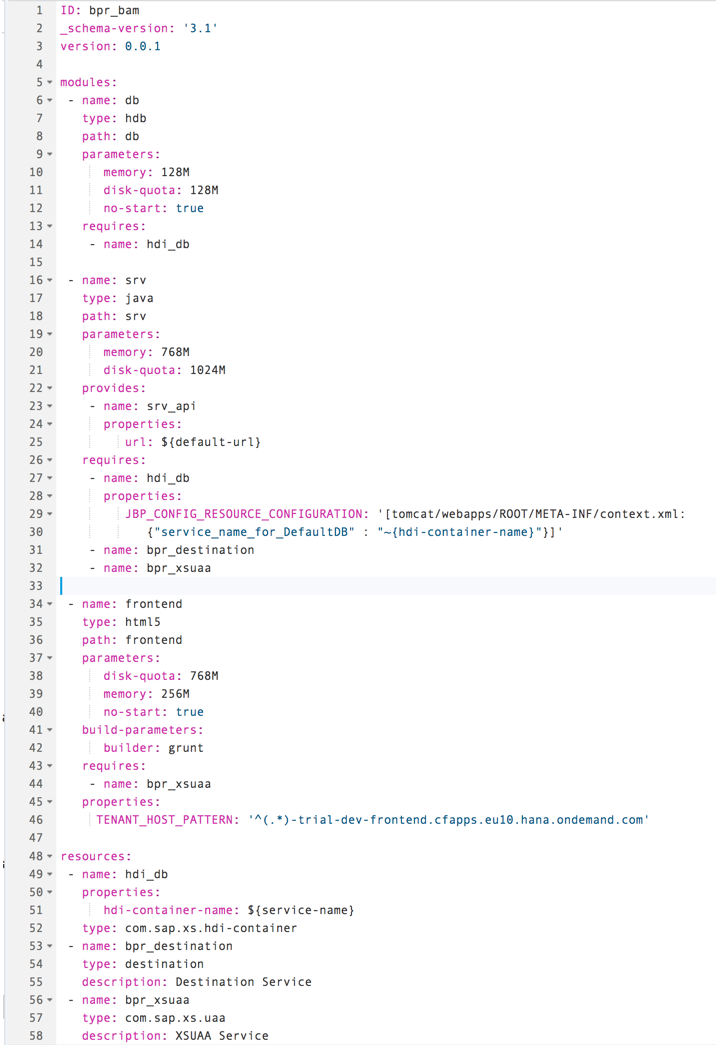 1 ID: bpr_bam
2 _schema-version: '3.1'
3 version: 0.0.1
4
5 modules:
6 - name: db
7 type: hdb
8 path: db
9 parameters:
10 memory: 128M
11 disk-quota: 128M
12 no-start: true
13 requires:
14 - name: hdi_db
15
16 - name: srv
17 type: java
18 path: srv
19 parameters:
20 memory: 768M
21 disk-quota: 1024M
22 provides:
23 - name: srv_api
24 properties:
25 url: ${default-url}
26 requires:
27 - name: hdi_db
28 properties:
29 JBP_CONFIG_RESOURCE_CONFIGURATION: '[tomcat/webapps/ROOT/META-INF/context.xml:
30 {"service_name_for_DefaultDB" : "~{hdi-container-name}"}]'
31 - name: bpr_destination
32 - name: bpr_xsuaa
33
34 - name: frontend
35 type: html5
36 path: frontend
37 parameters:
38 disk-quota: 768M
39 memory: 256M
40 no-start: true
41 build-parameters:
42 builder: grunt
43 requires:
44 - name: bpr_xsuaa
45 properties:
46 TENANT_HOST_PATTERN: '^(.*)-trial-dev-frontend.cfapps.eu10.hana.ondemand.com'
47
48 resources:
49 - name: hdi_db
50 properties:
51 hdi-container-name: ${service-name}
52 type: com.sap.xs.hdi-container
53 - name: bpr_destination
54 type: destination
55 description: Destination Service
56 - name: bpr_xsuaa
57 type: com.sap.xs.uaa
58 description: XSUAA Service